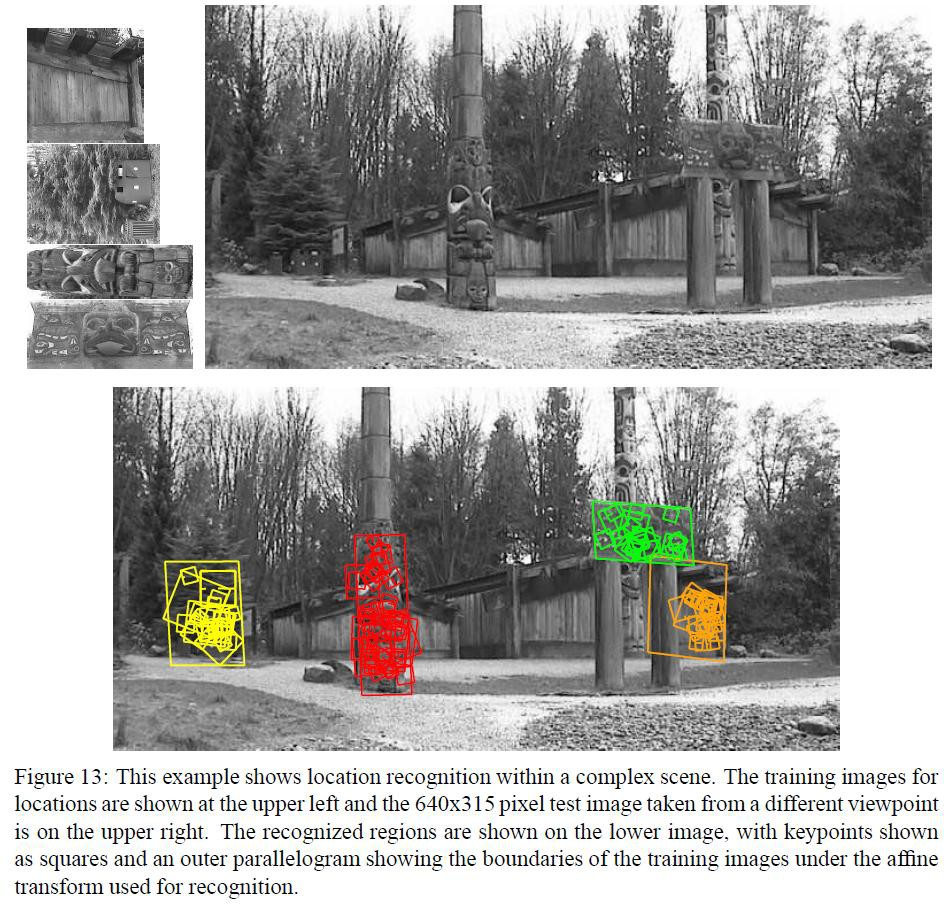 Figure 13: This example shows location recognition within a complex scene. The training images for
locations are shown at the upper left and the 640x315 pixel test image taken from a different viewpoint
is on the upper right. The recognized regions are shown on the lower image, with keypoints shown
as squares and an outer parallelogram showing the boundaries of the training images under the affine
transform used for recognition.